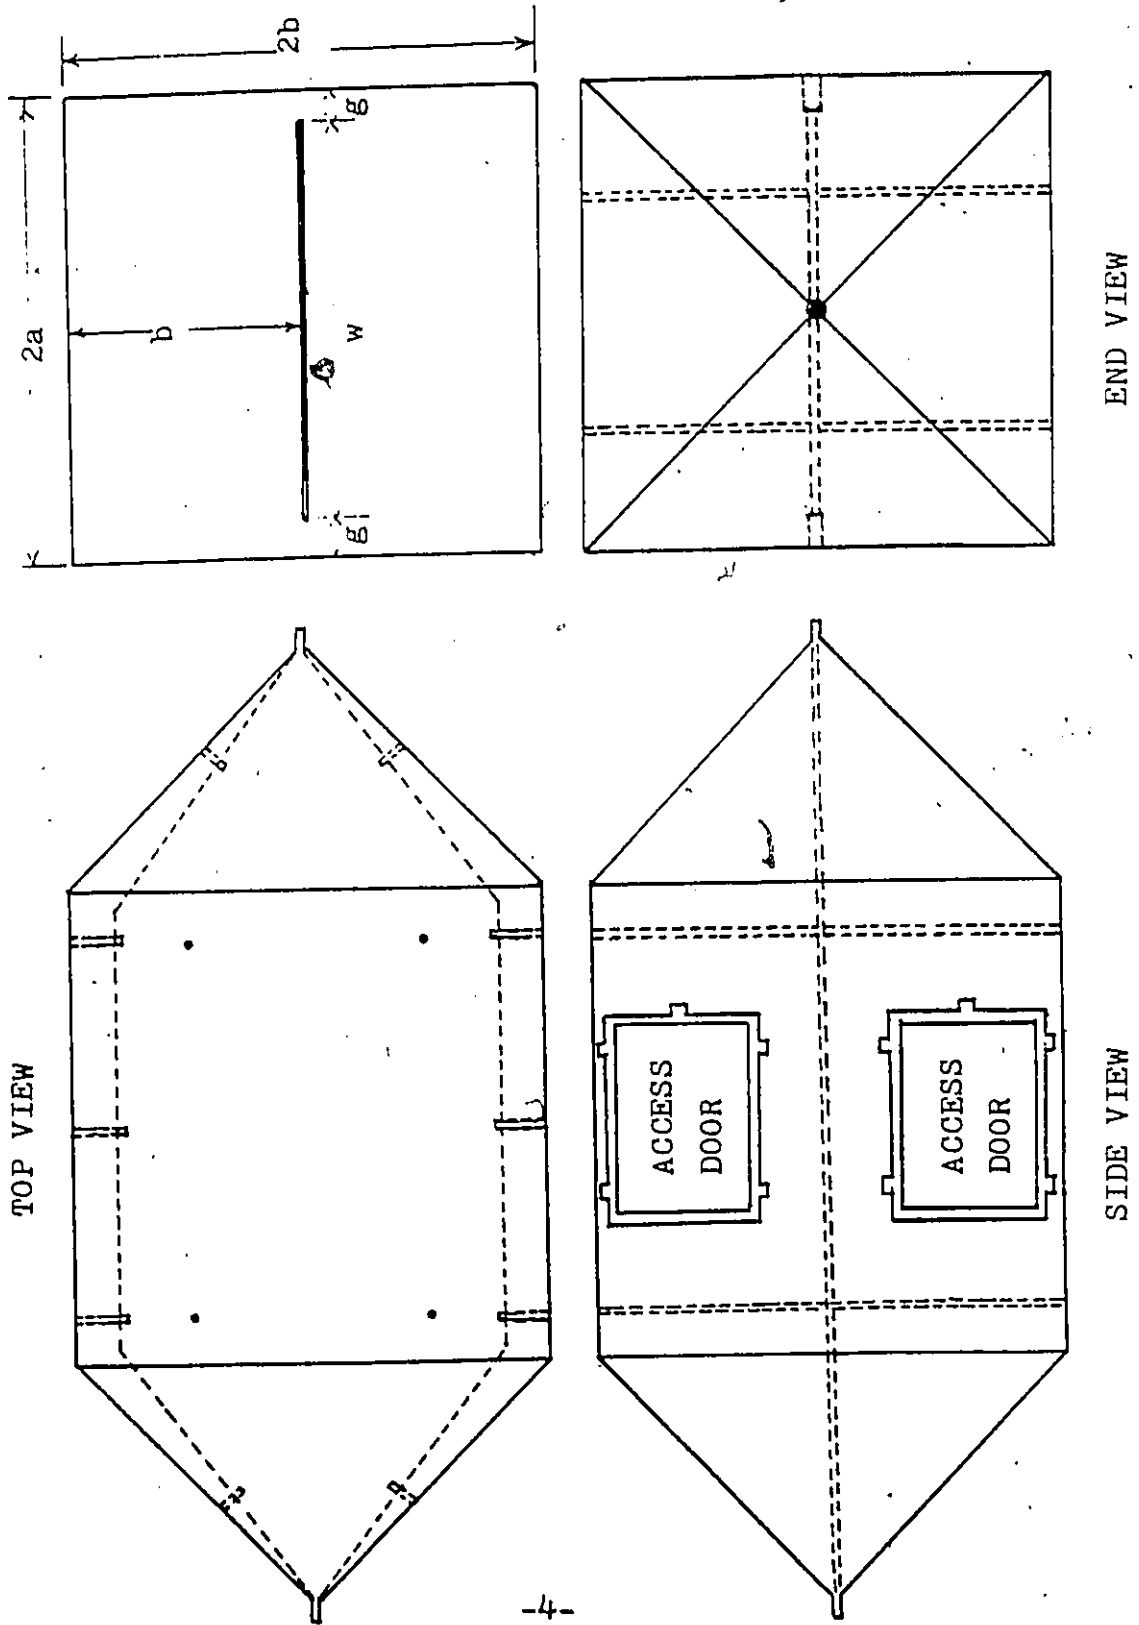 TOP VIEW
2a
2b
b
w
g
g
ACCESS
DOOR
ACCESS
DOOR
SIDE VIEW
END VIEW
-4-